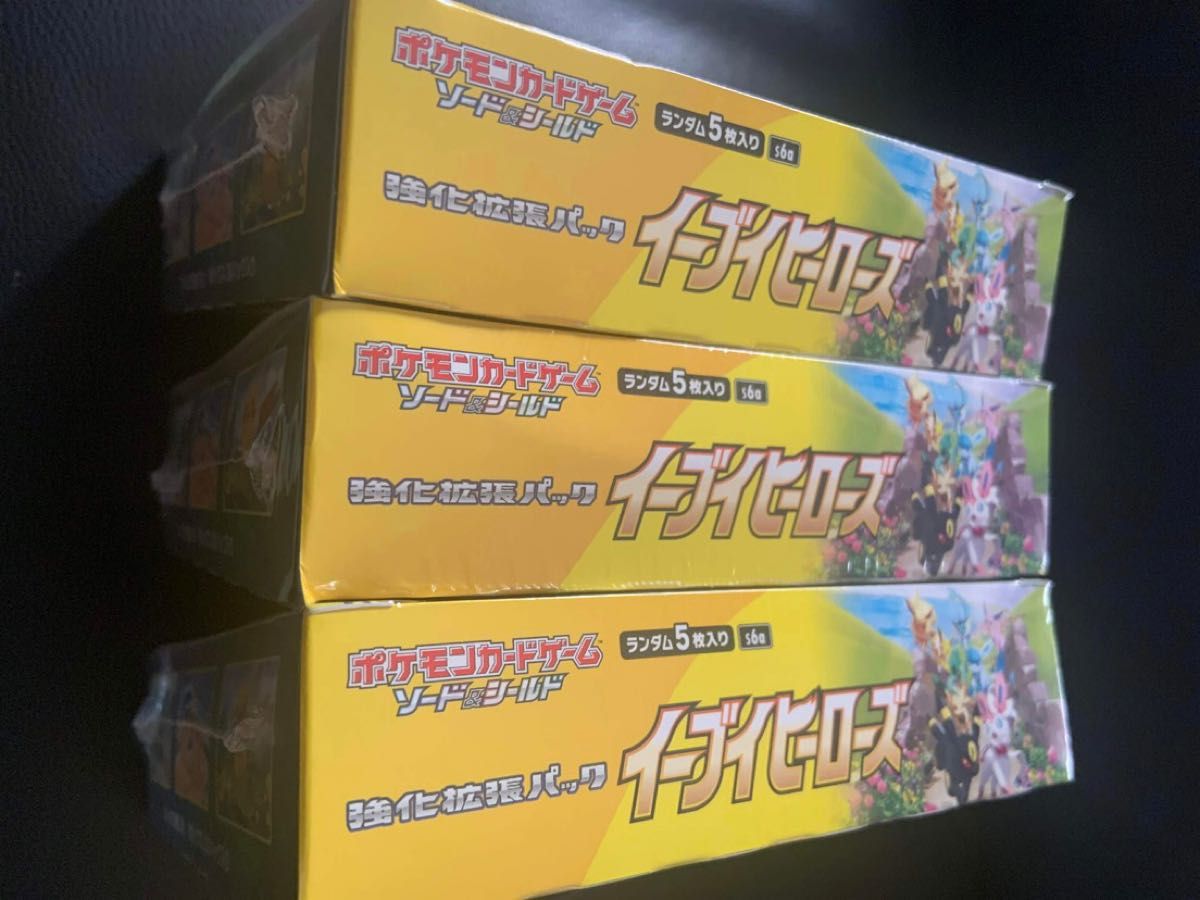 ポケモンカードゲーム
ソード&シールド
ランダム5枚入り s6a
強化拡張パック
イーブイヒーローズ
ポケモンカードゲーム
ソード&シールド
ランダム5枚入り s6a
強化拡張パック
イーブイヒーローズ
ポケモンカードゲーム
ソード&シールド
ランダム5枚入り s6a
強化拡張パック
イーブイヒーローズ